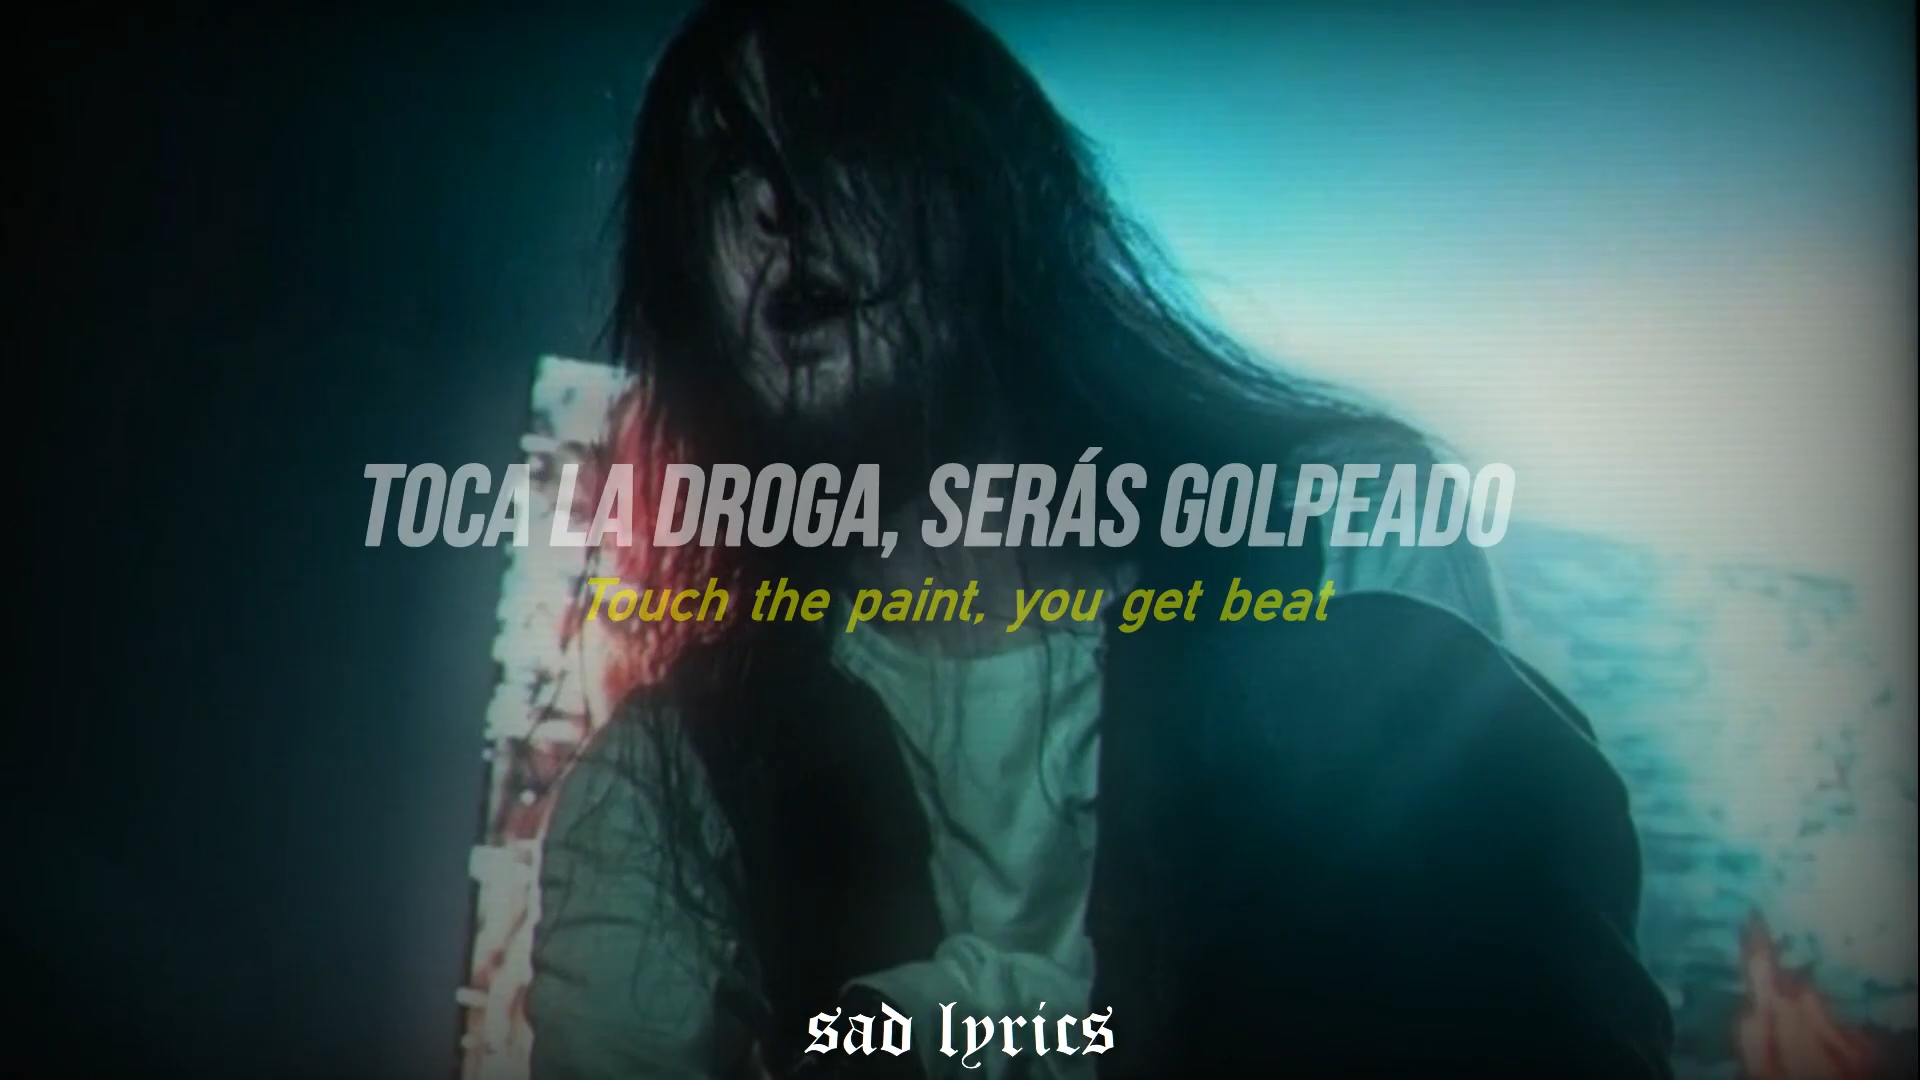 TOCA LA DROGA, SERÁS GOLPEADO
Touch the paint, you get beat
sad lyrics